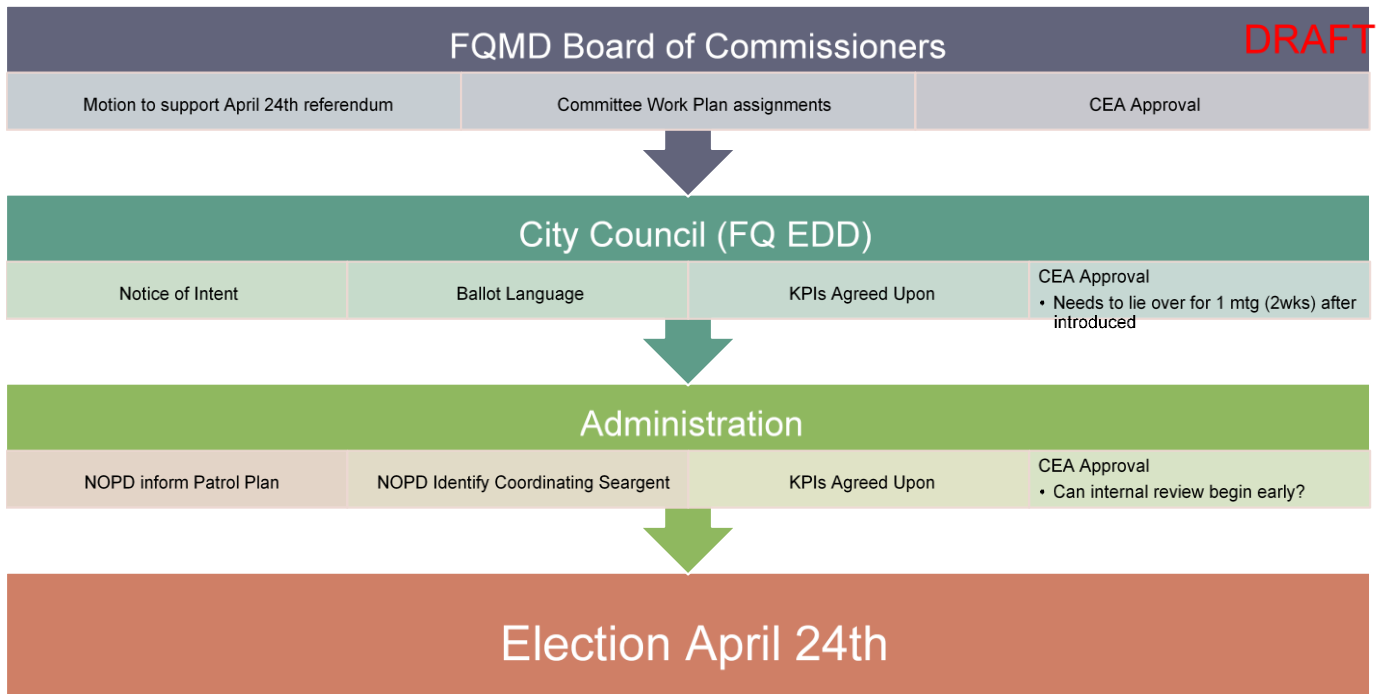 FQMD Board of Commissioners
DRAFT
Motion to support April 24th referendum
Committee Work Plan assignments
CEA Approval
City Council (FQ EDD)
Notice of Intent
Ballot Language
KPIs Agreed Upon
CEA Approval
• Needs to lie over for 1 mtg (2wks) after
introduced
Administration
NOPD inform Patrol Plan
NOPD Identify Coordinating Seargent
KPIs Agreed Upon
CEA Approval
• Can internal review begin early?
Election April 24th